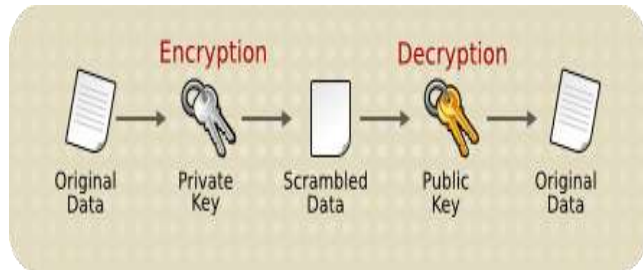 Encryption
Decryption
Original
Data
Private
Key
Scrambled
Data
Public
Key
Original
Data